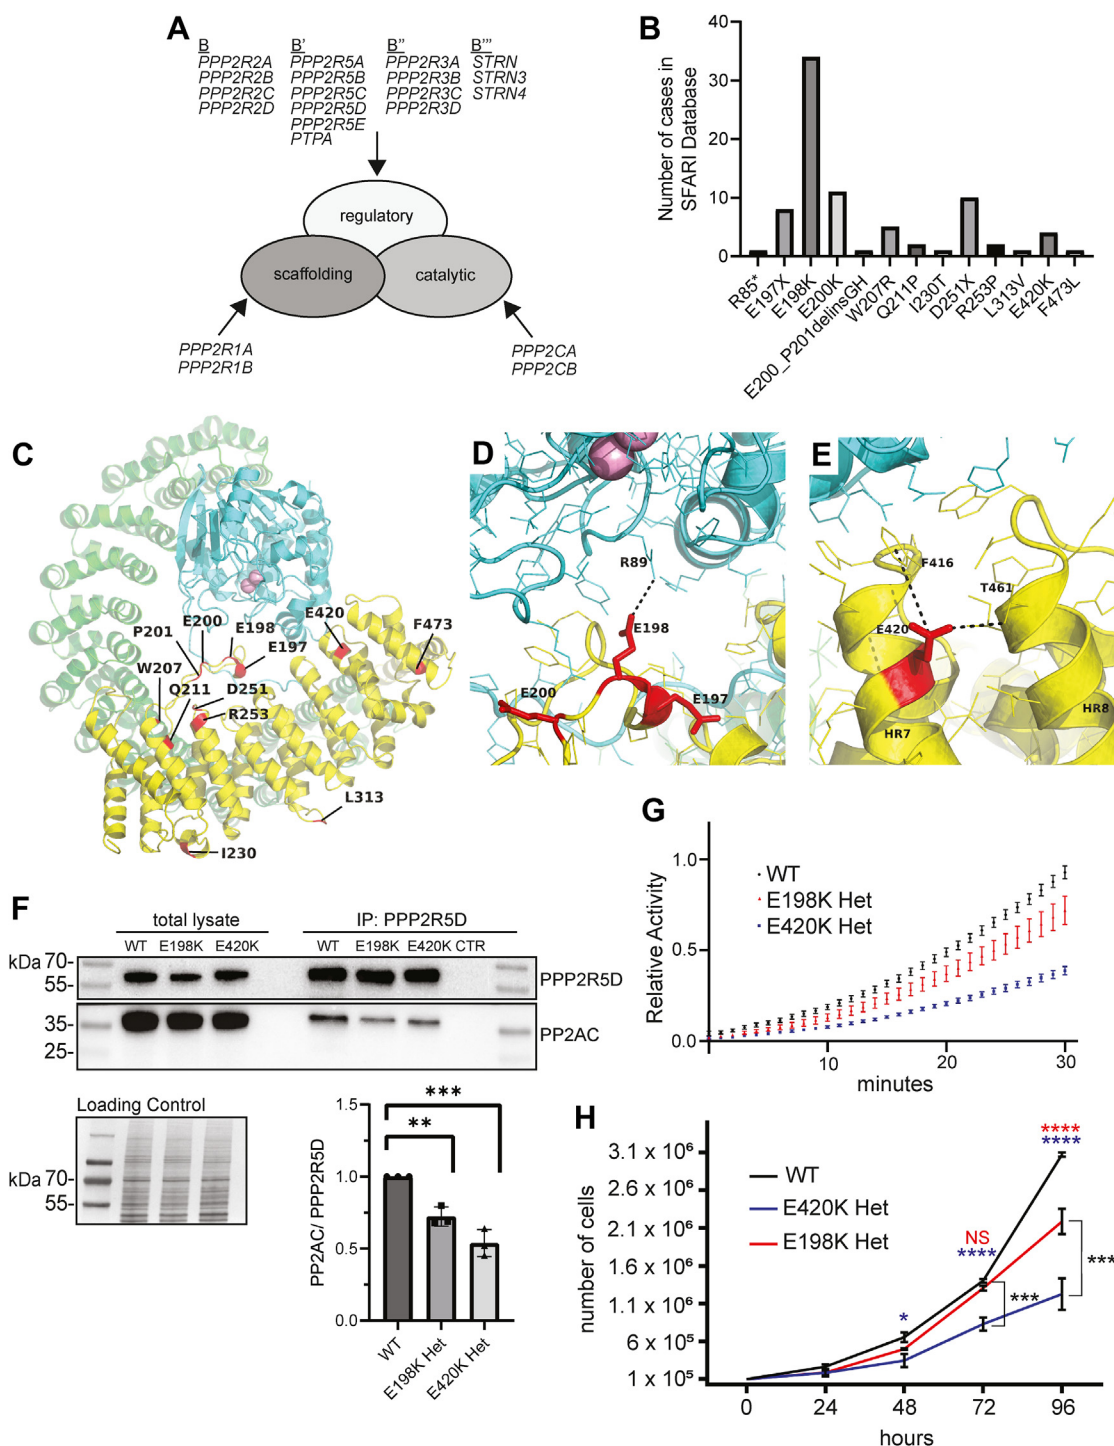 A
B B' B'' B'''
PPP2R2A PPP2R5A PPP2R3A STRN
PPP2R2B PPP2R5B PPP2R3B STRN3
PPP2R2C PPP2R5C PPP2R3C STRN4
PPP2R2D PPP2R5D PPP2R3D
PPP2R5E
PTPA
regulatory
scaffolding
catalytic
PPP2R1A
PPP2R1B
PPP2CA
PPP2CB
B
Number of cases in
SFARI Database
40
30
20
10
0
R85*
E197X
E198K
E200K
E200_P201delinsGH
W207R
Q211P
I230T
D251X
R253P
L313V
E420K
F473L
C
E200
E198
P201
E197
E420
F473
W207
Q211
D251
R253
L313
I230
D
R89
E198
E200
E197
E
F416
T461
E420
HR7
HR8
F
total lysate
IP: PPP2R5D
WT E198K E420K
WT E198K E420K CTR
kDa 70-
55-
PPP2R5D
35-
25-
PP2AC
Loading Control
kDa 70-
55-
PP2AC/ PPP2R5D
1.5
1.0
0.5
0.0
***
**
WT
E198K Het
E420K Het
G
Relative Activity
1.0
0.5
0.0
WT
E198K Het
E420K Het
10 20 30
minutes
H
number of cells
3.1 x 10⁶
2.6 x 10⁶
2.1 x 10⁶
1.6 x 10⁶
1.1 x 10⁶
6 x 10⁵
1 x 10⁵
WT
E420K Het
E198K Het
*
NS
****
***
****
****
***
0 24 48 72 96
hours